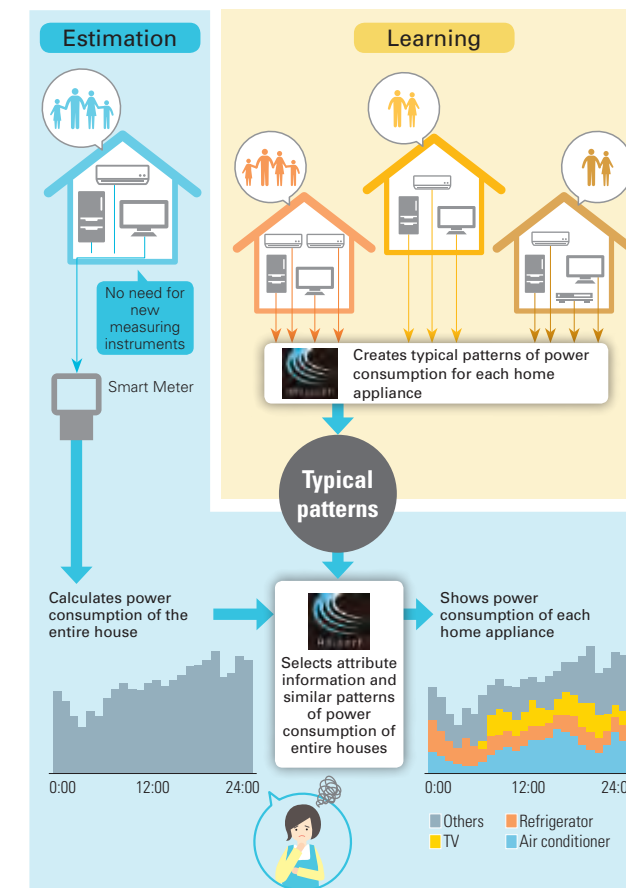 Estimation
Learning
No need for
new
measuring
instruments
Smart Meter
Creates typical patterns of power
consumption for each home
appliance
Typical
patterns
Calculates power
consumption of the
entire house
Selects attribute
information and
similar patterns
of power
consumption of
entire houses
Shows power
consumption of each
home appliance
0:00 12:00 24:00
0:00 12:00
Others Refrigerator
TV Air conditioner